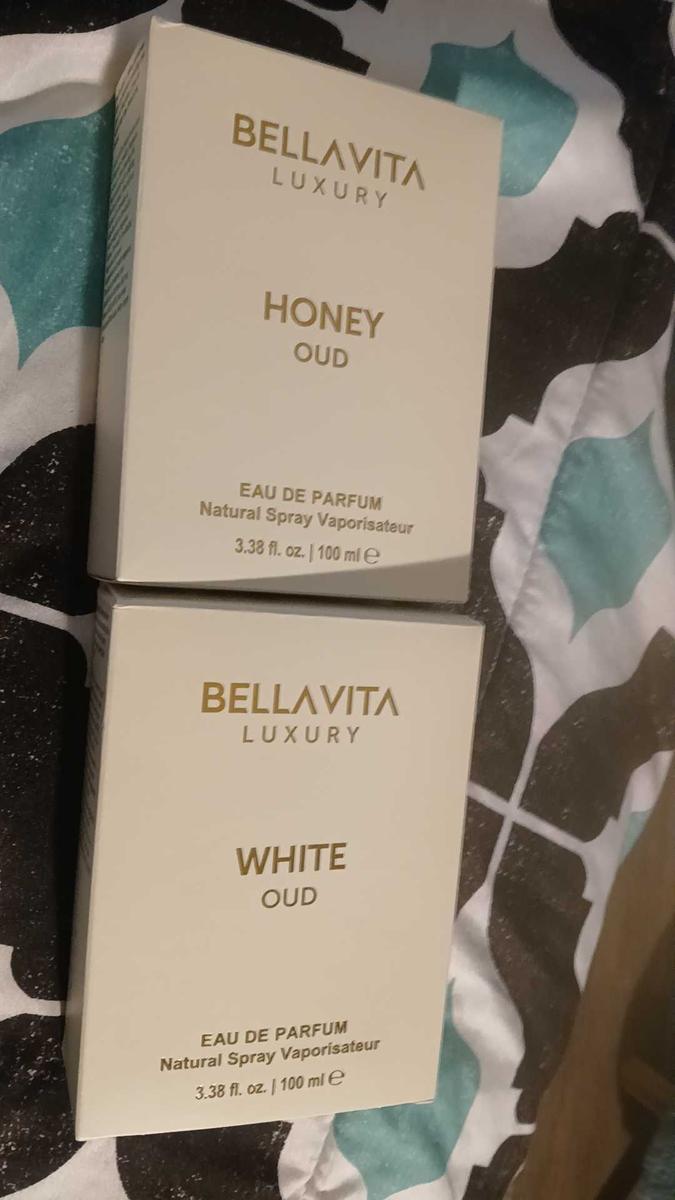 BELLAVITA
LUXURY
HONEY
OUD
EAU DE PARFUM
Natural Spray Vaporisateur
3.38 fl. oz. | 100 ml ℮
BELLAVITA
LUXURY
WHITE
OUD
EAU DE PARFUM
Natural Spray Vaporisateur
3.38 fl. oz. | 100 ml ℮